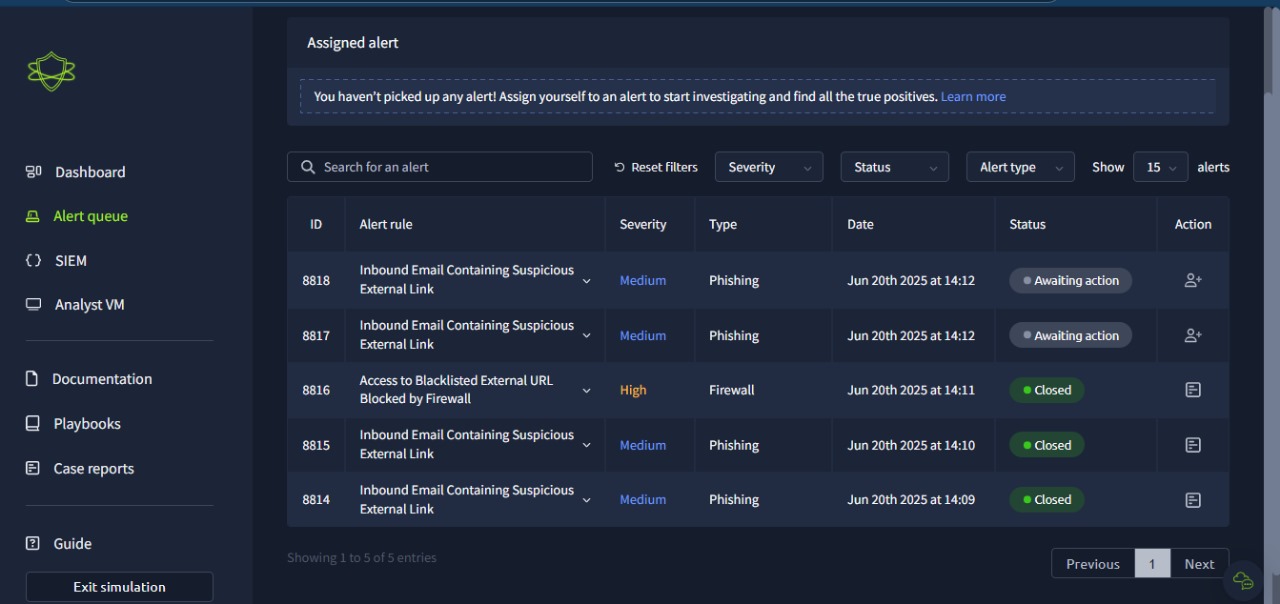 Assigned alert
You haven't picked up any alert! Assign yourself to an alert to start investigating and find all the true positives. Learn more
Dashboard
Alert queue
SIEM
Analyst VM
Documentation
Playbooks
Case reports
Guide
Exit simulation
Search for an alert Reset filters Severity Status Alert type Show 15 alerts
ID Alert rule Severity Type Date Status Action
8818 Inbound Email Containing Suspicious Medium Phishing Jun 20th 2025 at 14:12 Awaiting action
External Link
8817 Inbound Email Containing Suspicious Medium Phishing Jun 20th 2025 at 14:12 Awaiting action
External Link
8816 Access to Blacklisted External URL High Firewall Jun 20th 2025 at 14:11 Closed
Blocked by Firewall
8815 Inbound Email Containing Suspicious Medium Phishing Jun 20th 2025 at 14:10 Closed
External Link
8814 Inbound Email Containing Suspicious Medium Phishing Jun 20th 2025 at 14:09 Closed
External Link
Showing 1 to 5 of 5 entries
Previous 1 Next